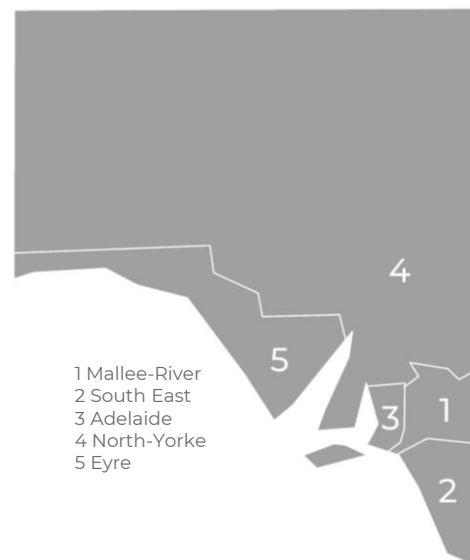 4
5
1 Mallee-River
2 South East
3 Adelaide
4 North-Yorke
5 Eyre
3
1
2